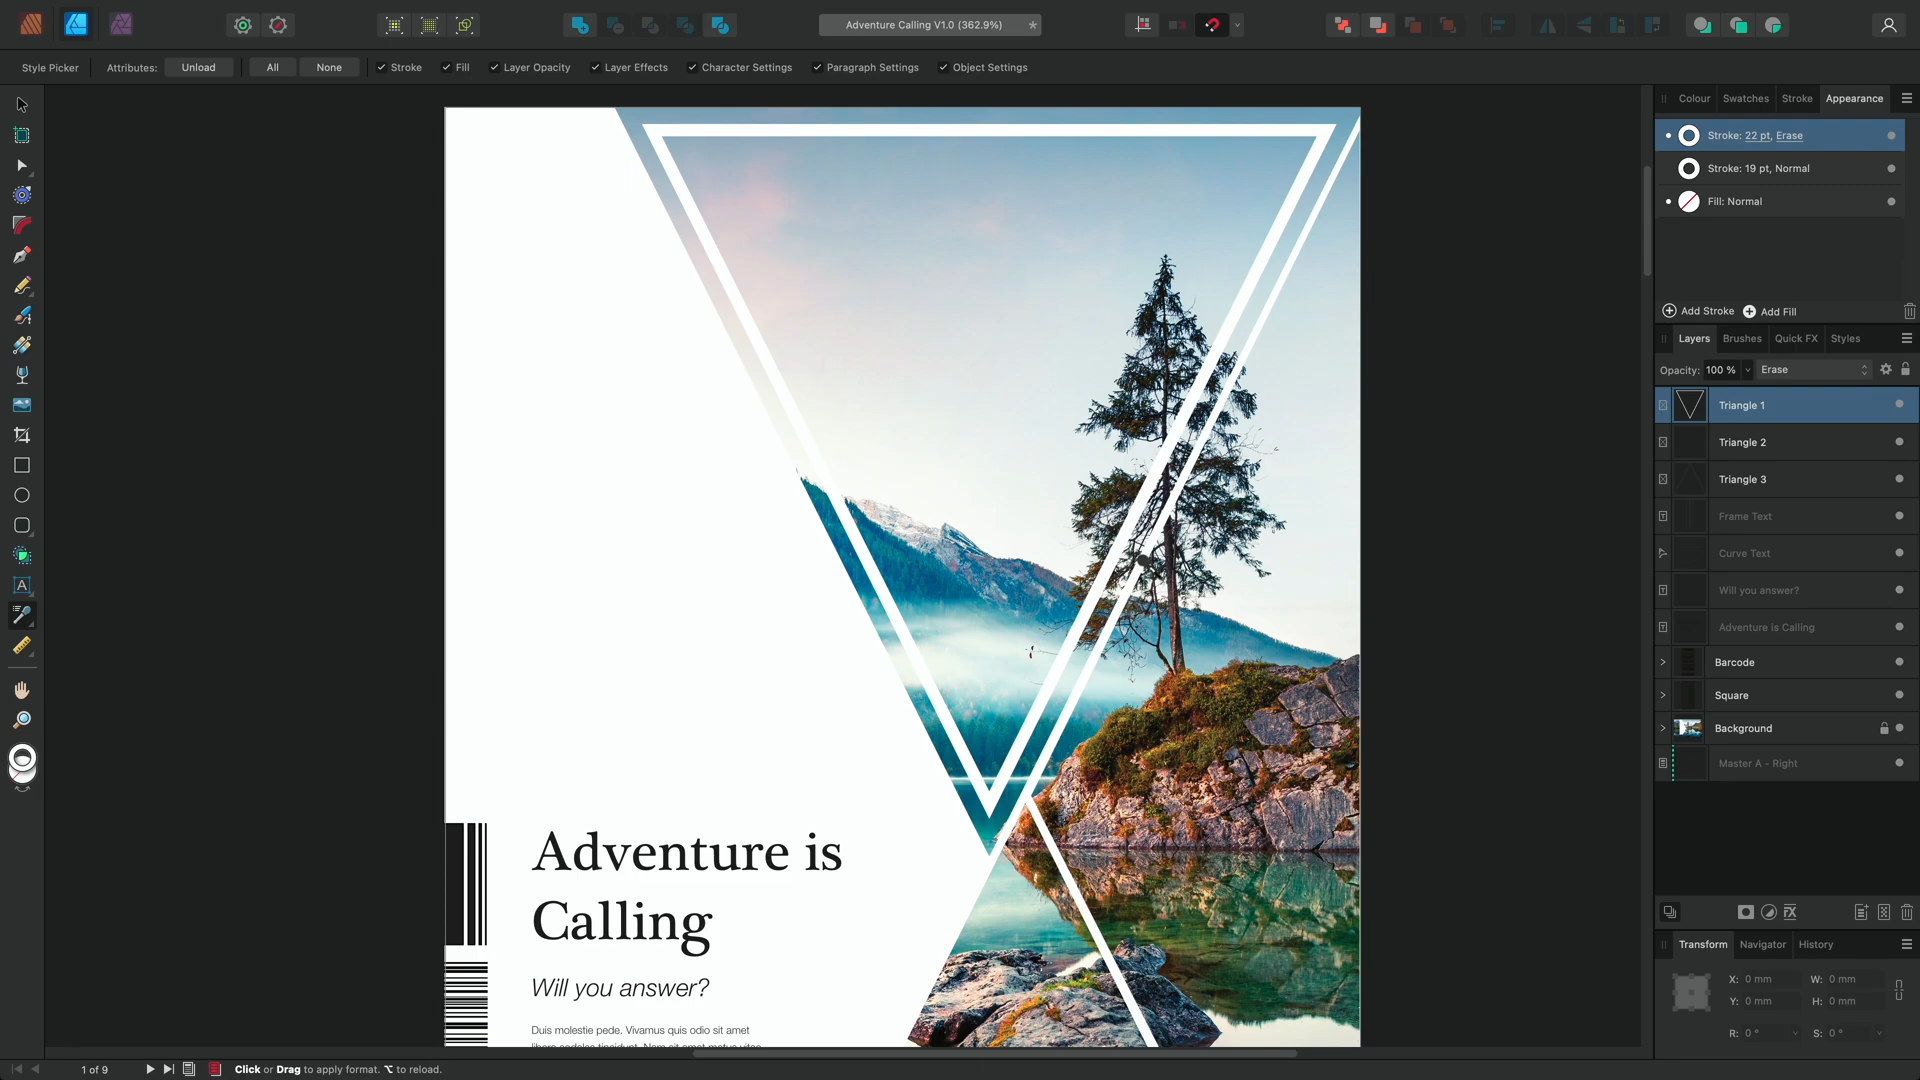 Adventure Calling V1.0 (362.9%)
Style Picker
Attributes:
Unload
All
None
Stroke
Fill
Layer Opacity
Layer Effects
Character Settings
Paragraph Settings
Object Settings
Colour
Swatches
Stroke
Appearance
Stroke: 22 pt, Erase
Stroke: 19 pt, Normal
Fill: Normal
Add Stroke
Add Fill
Layers
Brushes
Quick FX
Styles
Opacity: 100 %
Erase
Triangle 1
Triangle 2
Triangle 3
Frame Text
Curve Text
Will you answer?
Adventure is Calling
Barcode
Square
Background
Master A - Right
Transform
Navigator
History
X: 0 mm
W: 0 mm
Y: 0 mm
H: 0 mm
R: 0 °
S: 0 °
Adventure is
Calling
Will you answer?
Duis molestie pede. Vivamus quis odio sit amet
1 of 9
Click or Drag to apply format. ⌥ to reload.